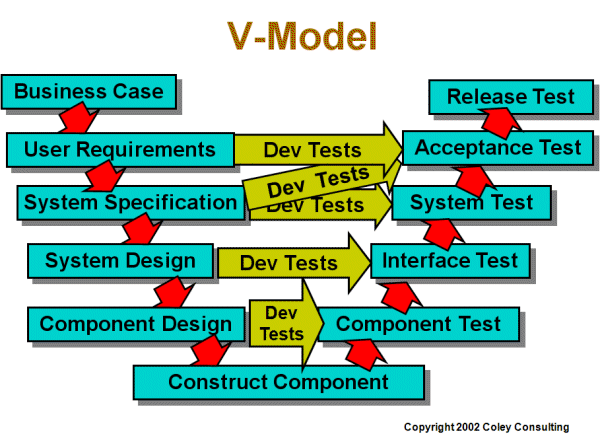 V-Model
Business Case
Release Test
User Requirements
Dev Tests
Acceptance Test
Dev Tests
System Specification
Dev Tests
System Test
System Design
Dev Tests
Interface Test
Component Design
Dev
Tests
Component Test
Construct Component
Copyright 2002 Coley Consulting